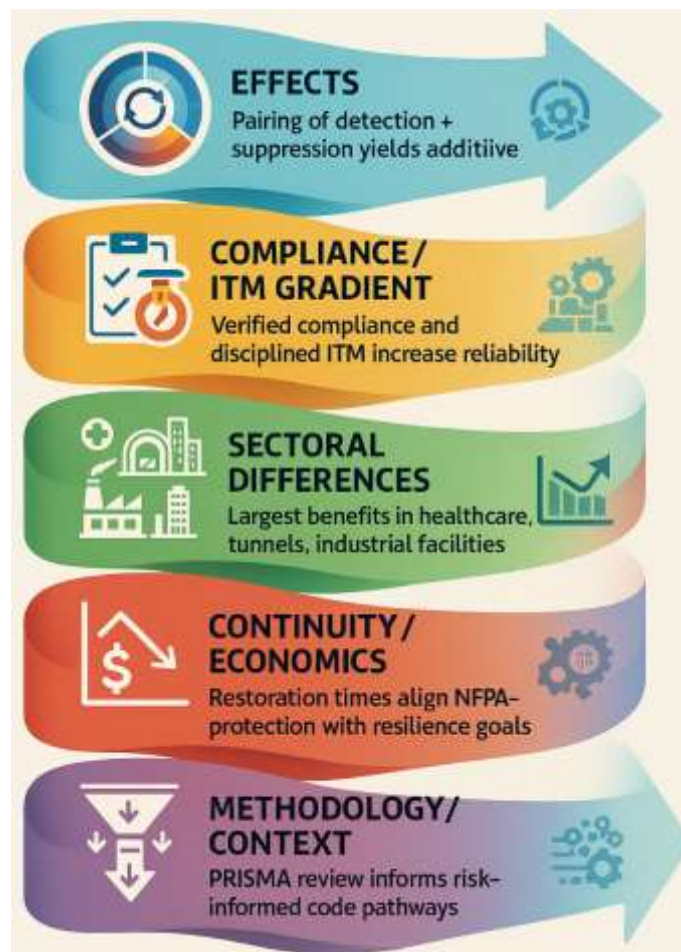 EFFECTS
Pairing of detection +
suppression yields additiive
COMPLIANCE/
ITM GRADIENT
Verified compliance and
disciplined ITM increase reliability
SECTORAL
DIFFERENCES
Largest benefits in healthcare,
tunnels, industrial facilities
$
CONTINUITY/
ECONOMICS
Restoration times align NFPA-
protection with resilience goals
METHODOLOGY/
CONTEXT
PRISMA review informs risk-
informed code pathways